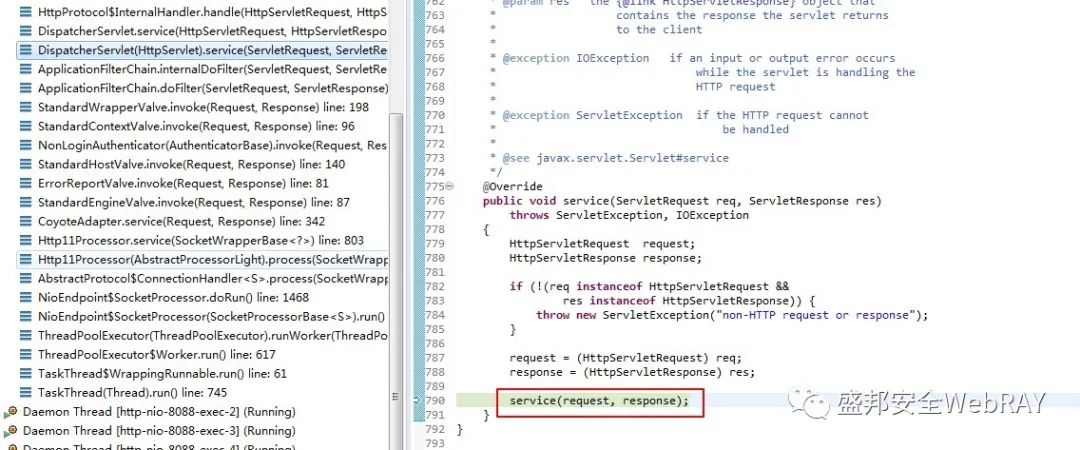 HttpProtocol$InternalHandler.handle(HttpServletRequest, HttpS
DispatcherServlet.service(HttpServletRequest, HttpServletRespo
DispatcherServlet(HttpServlet).service(ServletRequest, ServletRe
ApplicationFilterChain.internalDoFilter(ServletRequest, ServletR
ApplicationFilterChain.doFilter(ServletRequest, ServletResponse)
StandardWrapperValve.invoke(Request, Response) line: 198
StandardContextValve.invoke(Request, Response) line: 96
NonLoginAuthenticator(AuthenticatorBase).invoke(Request, Res
StandardHostValve.invoke(Request, Response) line: 140
ErrorReportValve.invoke(Request, Response) line: 81
StandardEngineValve.invoke(Request, Response) line: 87
CoyoteAdapter.service(Request, Response) line: 342
Http11Processor.service(SocketWrapperBase<?>) line: 803
Http11Processor(AbstractProcessorLight).process(SocketWrapp
AbstractProtocol$ConnectionHandler<S>.process(SocketWrapp
NioEndpoint$SocketProcessor.doRun() line: 1468
NioEndpoint$SocketProcessor(SocketProcessorBase<S>).run()
ThreadPoolExecutor(ThreadPoolExecutor).runWorker(ThreadPo
ThreadPoolExecutor$Worker.run() line: 617
TaskThread$WrappingRunnable.run() line: 61
TaskThread(Thread).run() line: 745
Daemon Thread [http-nio-8088-exec-2] (Running)
Daemon Thread [http-nio-8088-exec-3] (Running)
Daemon Thread [http-nio-8088-exec-4] (Running)
762 * @param res the {@link HttpServletResponse} object that
763 * contains the response the servlet returns
764 * to the client
765 *
766 * @exception IOException if an input or output error occurs
767 * while the servlet is handling the
768 * HTTP request
769 *
770 * @exception ServletException if the HTTP request cannot
771 * be handled
772 *
773 * @see javax.servlet.Servlet#service
774 */
775 @Override
776 public void service(ServletRequest req, ServletResponse res)
777 throws ServletException, IOException
778 {
779 HttpServletRequest request;
780 HttpServletResponse response;
781
782 if (!(req instanceof HttpServletRequest &&
783 res instanceof HttpServletResponse)) {
784 throw new ServletException("non-HTTP request or response");
785 }
786
787 request = (HttpServletRequest) req;
788 response = (HttpServletResponse) res;
789
790 service(request, response);
791 }
792 }
793
盛邦安全WebRAY